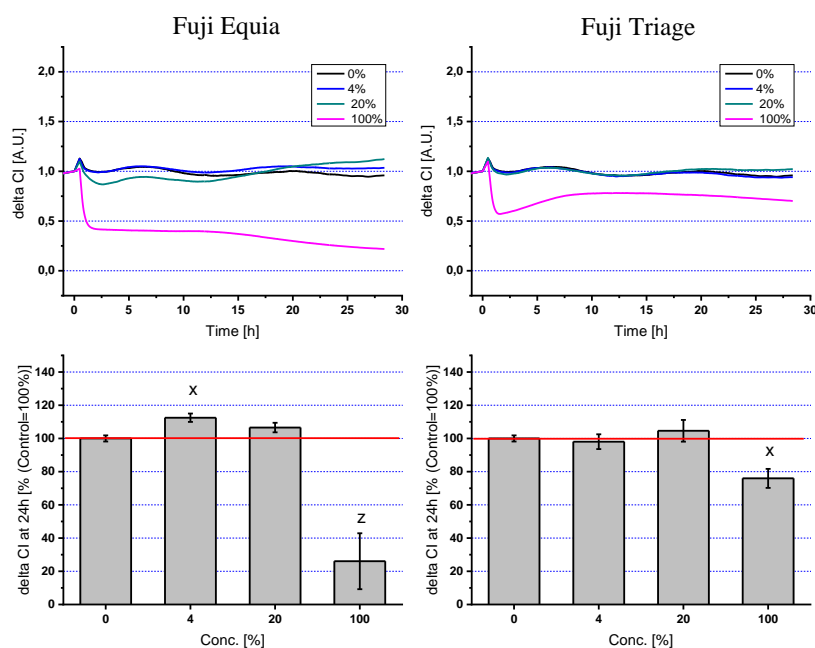 Fuji Equia
Fuji Triage
2,0
1,5
1,0
0,5
0,0
delta CI [A.U.]
0%
4%
20%
100%
0 5 10 15 20 25 30
Time [h]
2,0
1,5
1,0
0,5
0,0
delta CI [A.U.]
0%
4%
20%
100%
0 5 10 15 20 25 30
Time [h]
140
120
100
80
60
40
20
0
delta CI at 24h [% (Control=100%)]
x
z
0 4 20 100
Conc. [%]
140
120
100
80
60
40
20
0
delta CI at 24h [% (Control=100%)]
x
0 4 20 100
Conc. [%]